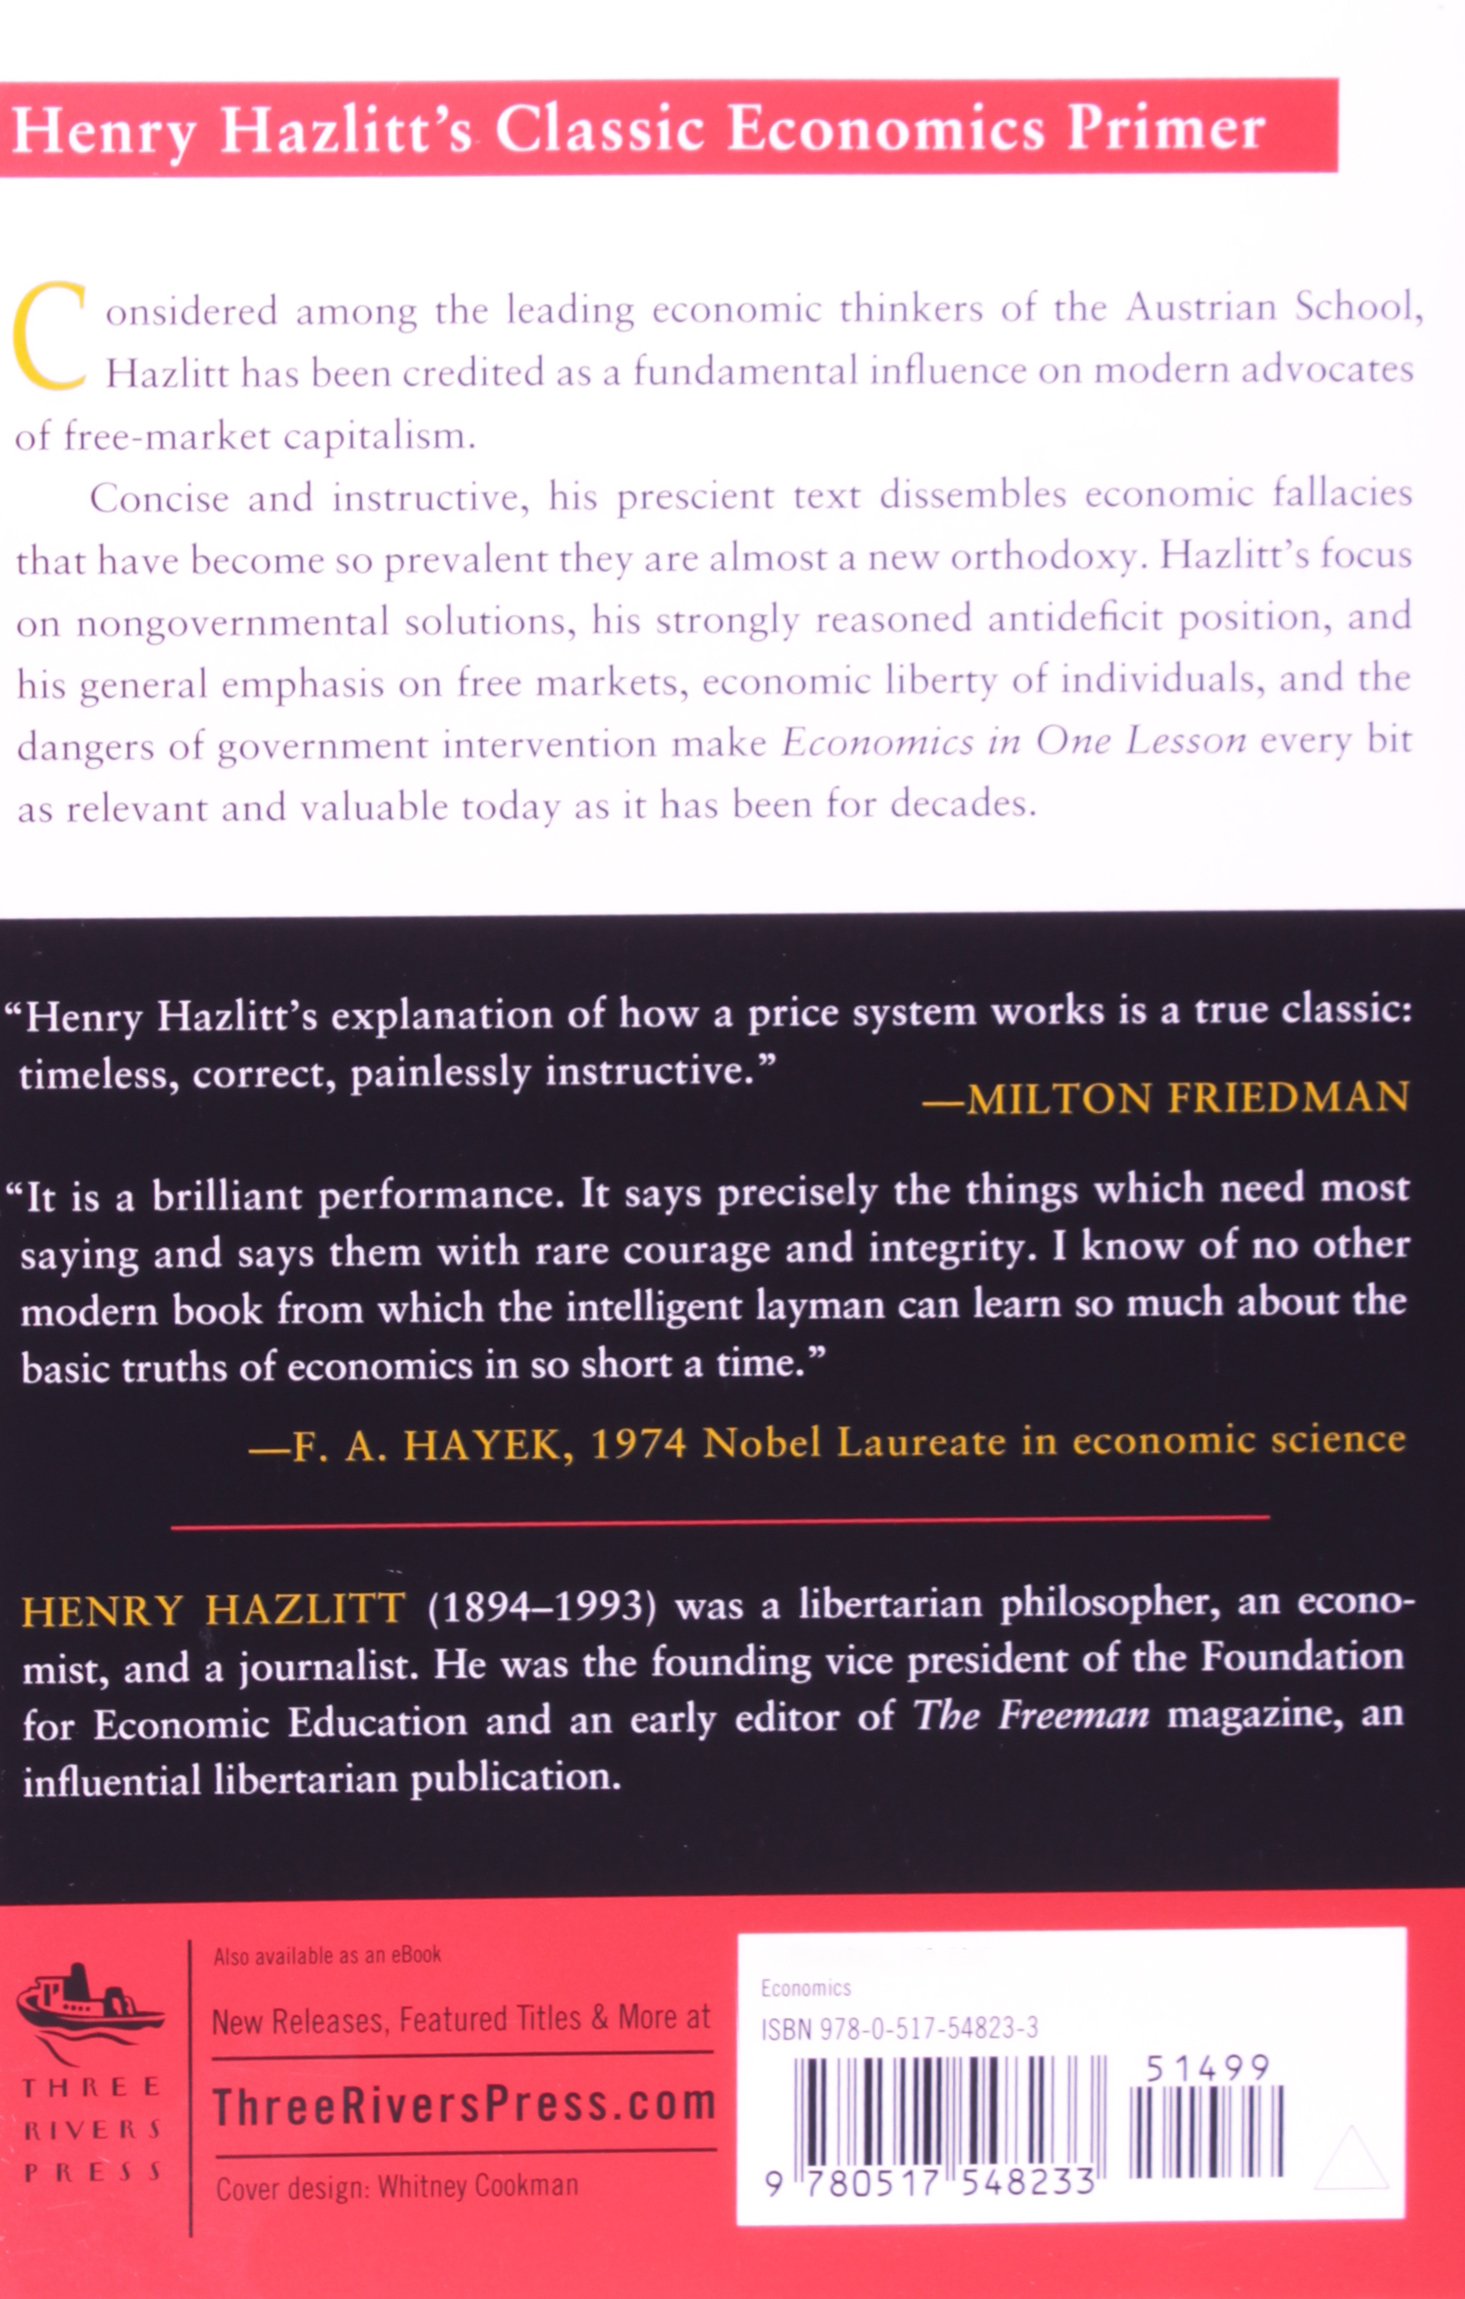 Henry Hazlitt's Classic Economics Primer
Considered among the leading economic thinkers of the Austrian School,
Hazlitt has been credited as a fundamental influence on modern advocates
of free-market capitalism.
Concise and instructive, his prescient text dissembles economic fallacies
that have become so prevalent they are almost a new orthodoxy. Hazlitt's focus
on nongovernmental solutions, his strongly reasoned antideficit position, and
his general emphasis on free markets, economic liberty of individuals, and the
dangers of government intervention make Economics in One Lesson every bit
as relevant and valuable today as it has been for decades.
“Henry Hazlitt's explanation of how a price system works is a true classic:
timeless, correct, painlessly instructive.”
—MILTON FRIEDMAN
“It is a brilliant performance. It says precisely the things which need most
saying and says them with rare courage and integrity. I know of no other
modern book from which the intelligent layman can learn so much about the
basic truths of economics in so short a time.”
—F. A. HAYEK, 1974 Nobel Laureate in economic science
HENRY HAZLITT (1894–1993) was a libertarian philosopher, an econo-
mist, and a journalist. He was the founding vice president of the Foundation
for Economic Education and an early editor of The Freeman magazine, an
influential libertarian publication.
THREE
RIVERS
PRESS
Also available as an eBook
New Releases, Featured Titles & More at
ThreeRiversPress.com
Cover design: Whitney Cookman
Economics
ISBN 978-0-517-54823-3
51499
9 780517 548233